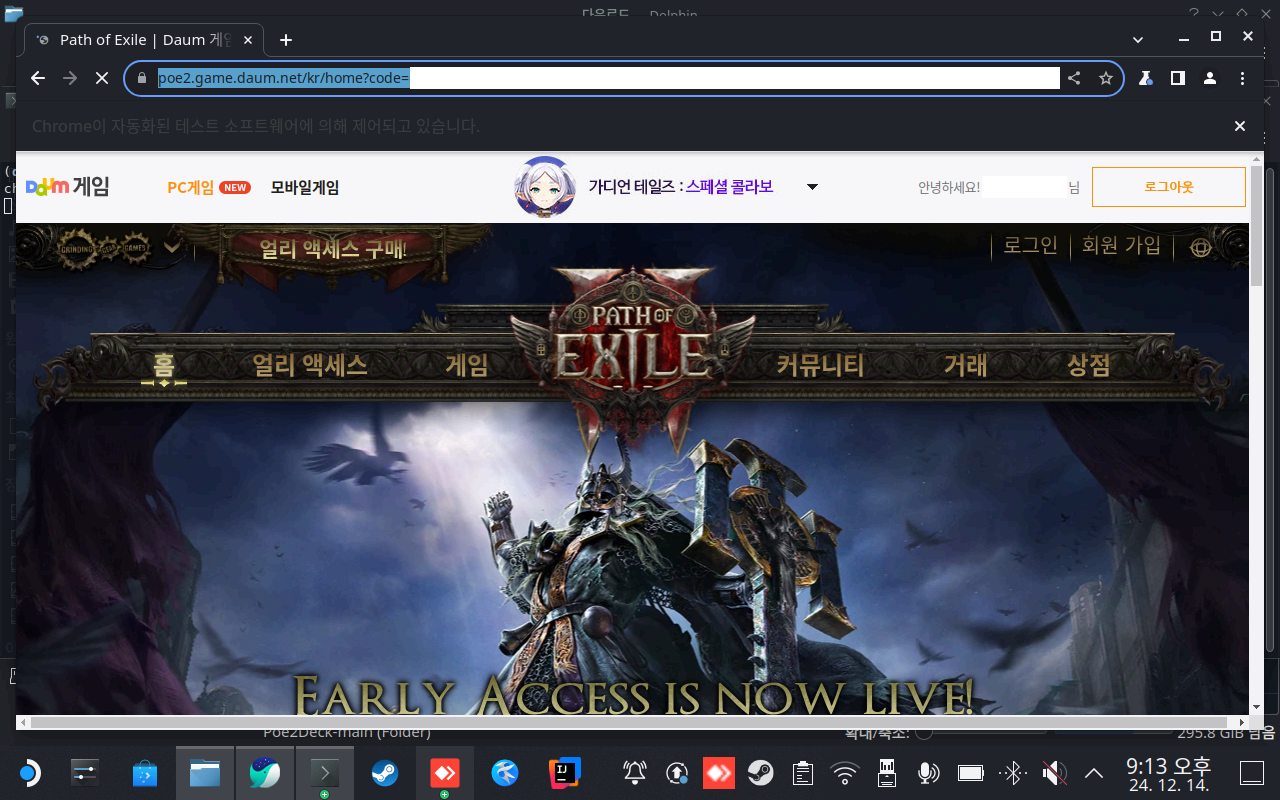 다운로드 — Dolphin
Path of Exile | Daum 게임
poe2.game.daum.net/kr/home?code=
Chrome이 자동화된 테스트 소프트웨어에 의해 제어되고 있습니다.
Daum 게임
PC게임 NEW
모바일게임
가디언 테일즈 : 스페셜 콜라보
안녕하세요! 님
로그아웃
GRINDING GEAR GAMES
얼리 액세스 구매!
로그인
회원 가입
PATH OF
EXILE
II
홈
얼리 액세스
게임
커뮤니티
거래
상점
EARLY ACCESS IS NOW LIVE!
Poe2Deck-main (Folder)
확대/축소:
295.8 GiB 남음
9:13 오후
24. 12. 14.